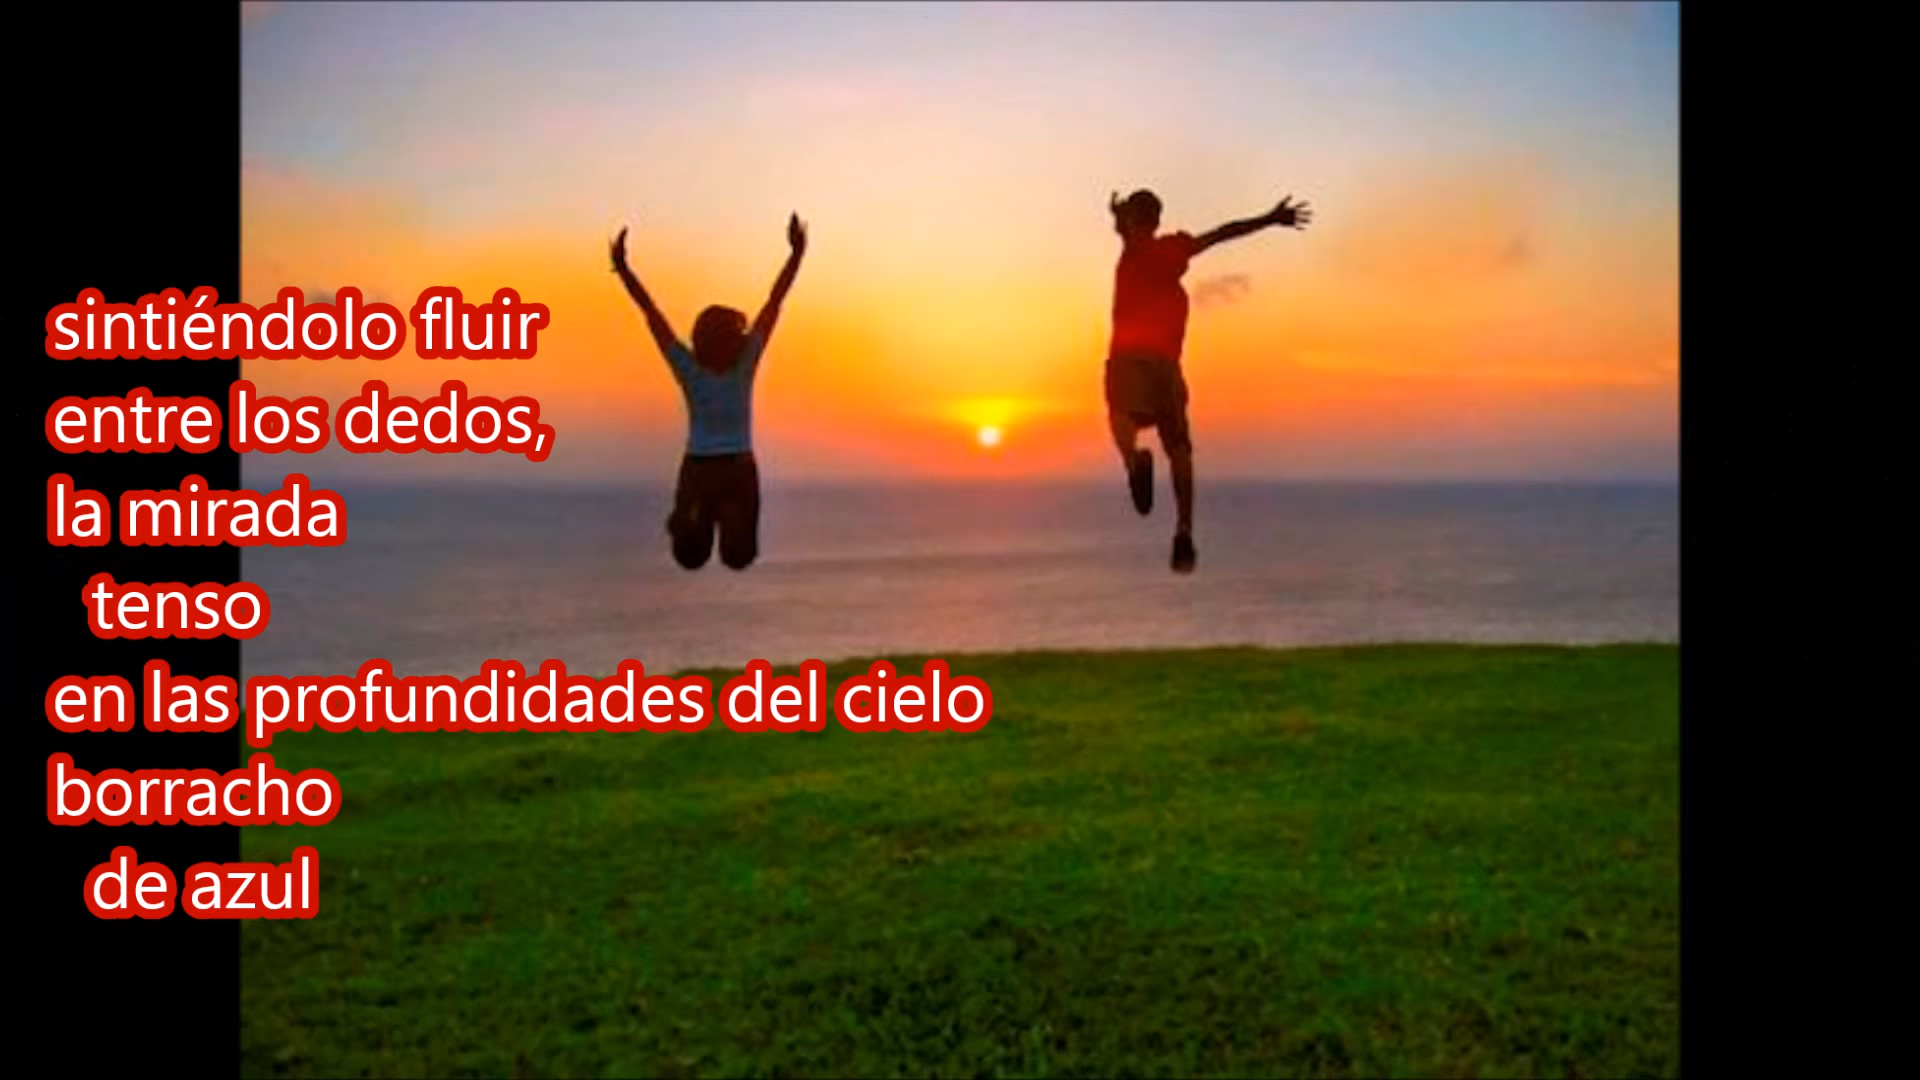 sintiéndolo fluir
entre los dedos,
la mirada
tenso
en las profundidades del cielo
borracho
de azul